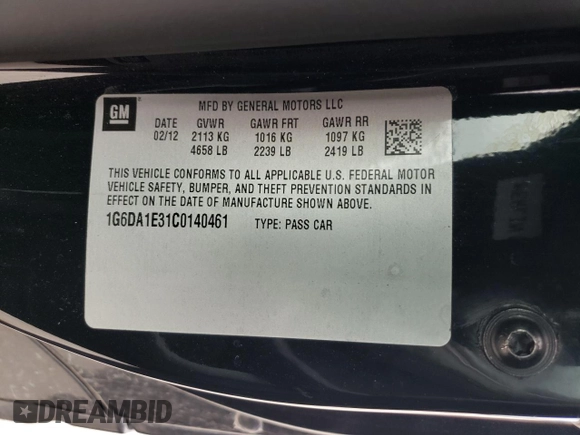 GM
MFD BY GENERAL MOTORS LLC
DATE GVWR GAWR FRT GAWR RR
02/12 2113 KG 1016 KG 1097 KG
4658 LB 2239 LB 2419 LB
THIS VEHICLE CONFORMS TO ALL APPLICABLE U.S. FEDERAL MOTOR
VEHICLE SAFETY, BUMPER, AND THEFT PREVENTION STANDARDS IN
EFFECT ON THE DATE OF MANUFACTURE SHOWN ABOVE.
1G6DA1E31C0140461 TYPE: PASS CAR
DREAMBID